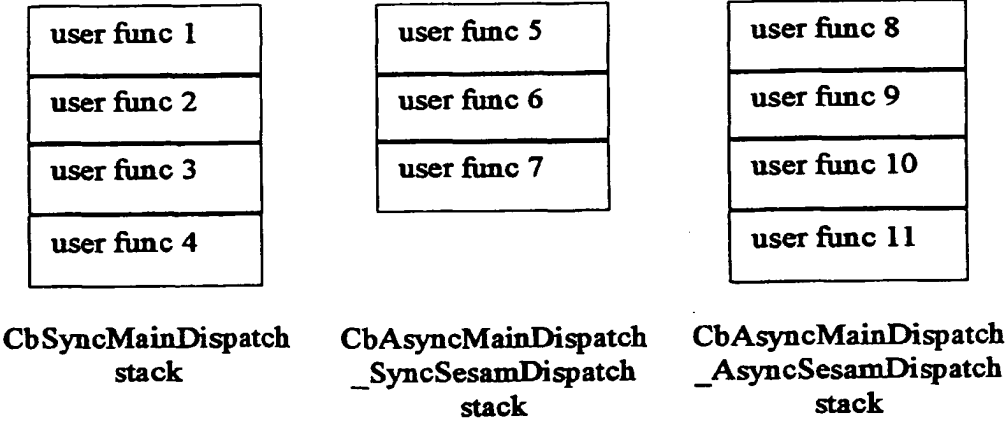 user func 1
user func 2
user func 3
user func 4
CbSyncMainDispatch
stack
user func 5
user func 6
user func 7
CbAsyncMainDispatch
_SyncSesamDispatch
stack
user func 8
user func 9
user func 10
user func 11
CbAsyncMainDispatch
_AsyncSesamDispatch
stack